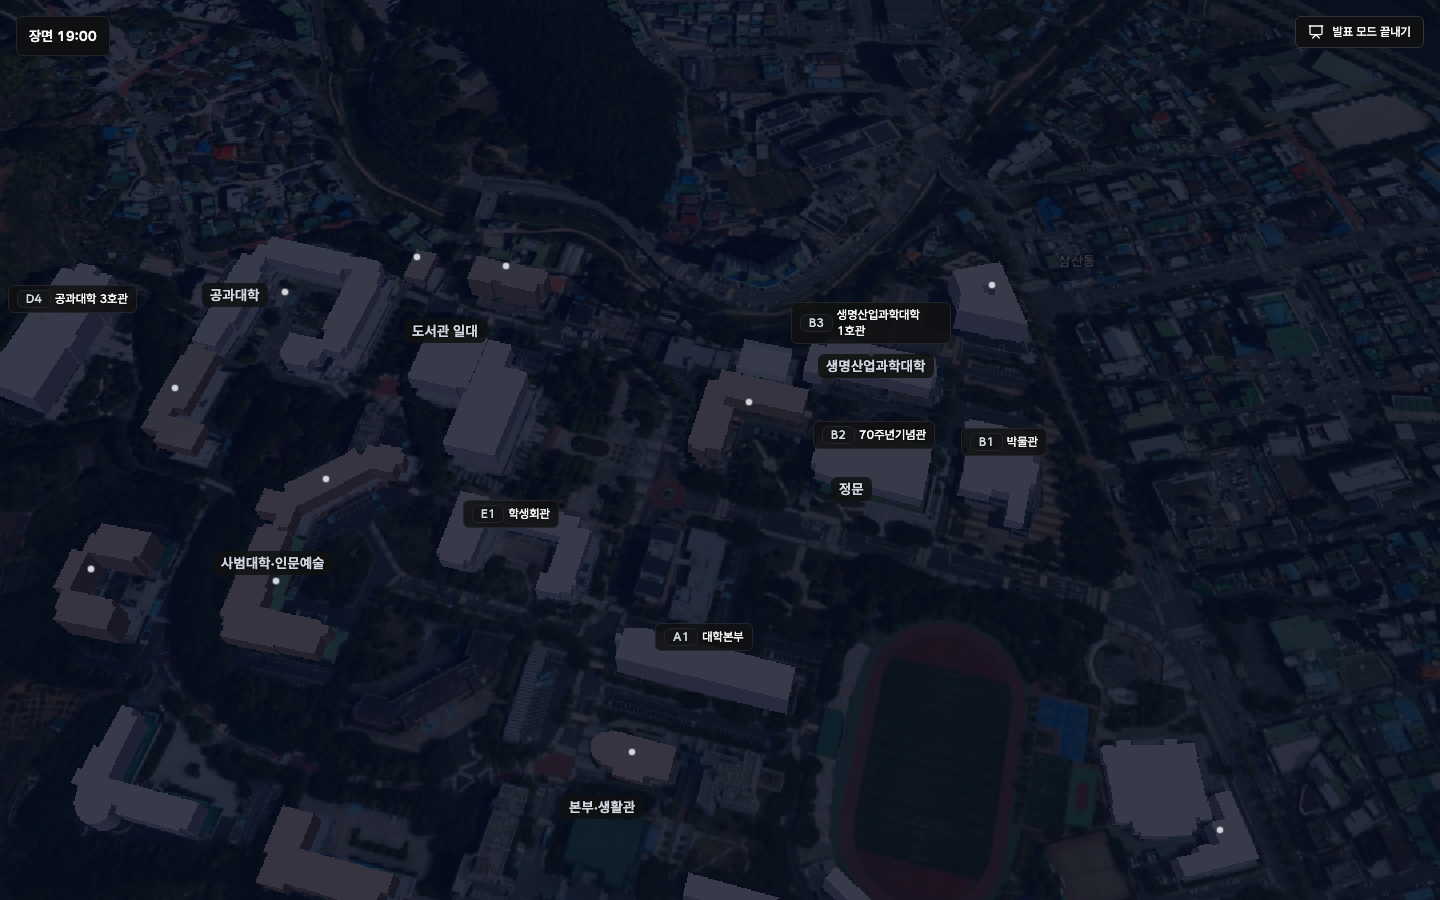 장면 19:00
발표 모드 끝내기
삼산동
D4 공과대학 3호관
공과대학
도서관 일대
B3 생명산업과학대학
1호관
생명산업과학대학
B2 70주년기념관
B1 박물관
정문
E1 학생회관
사범대학·인문예술
A1 대학본부
본부·생활관